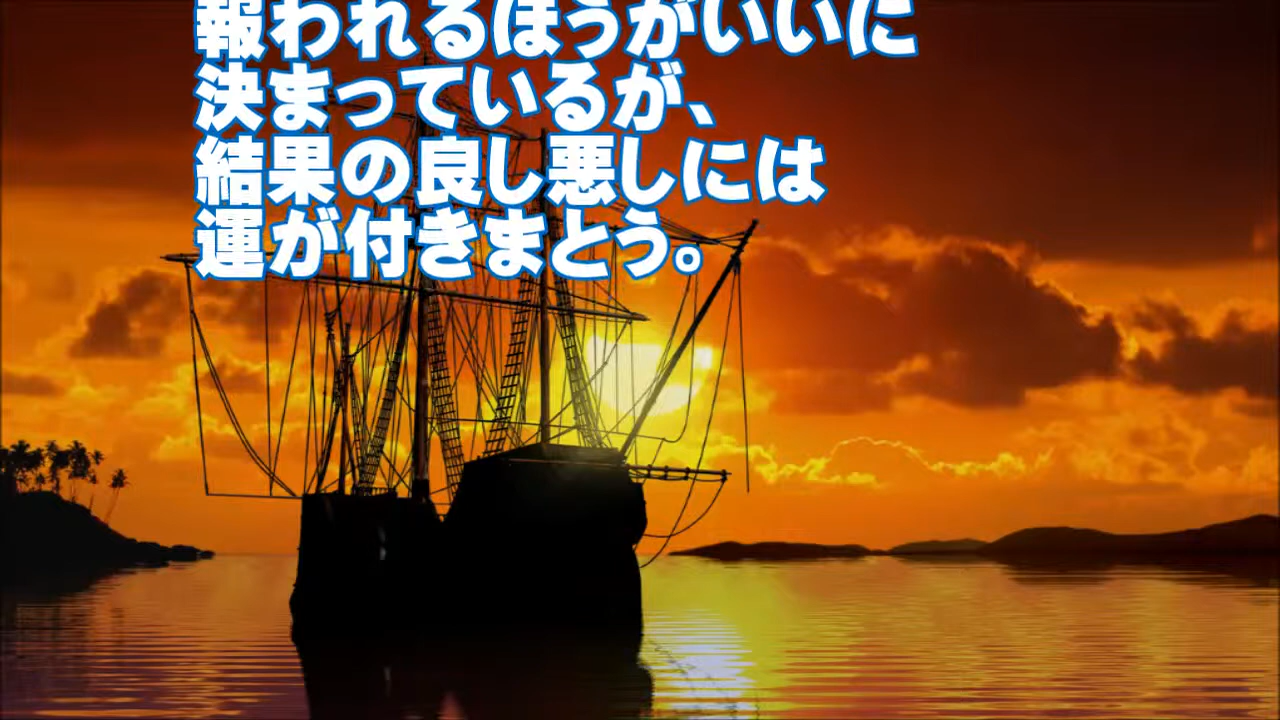 報われるほうがいいに
決まっているが、
結果の良し悪しには
運が付きまとう。